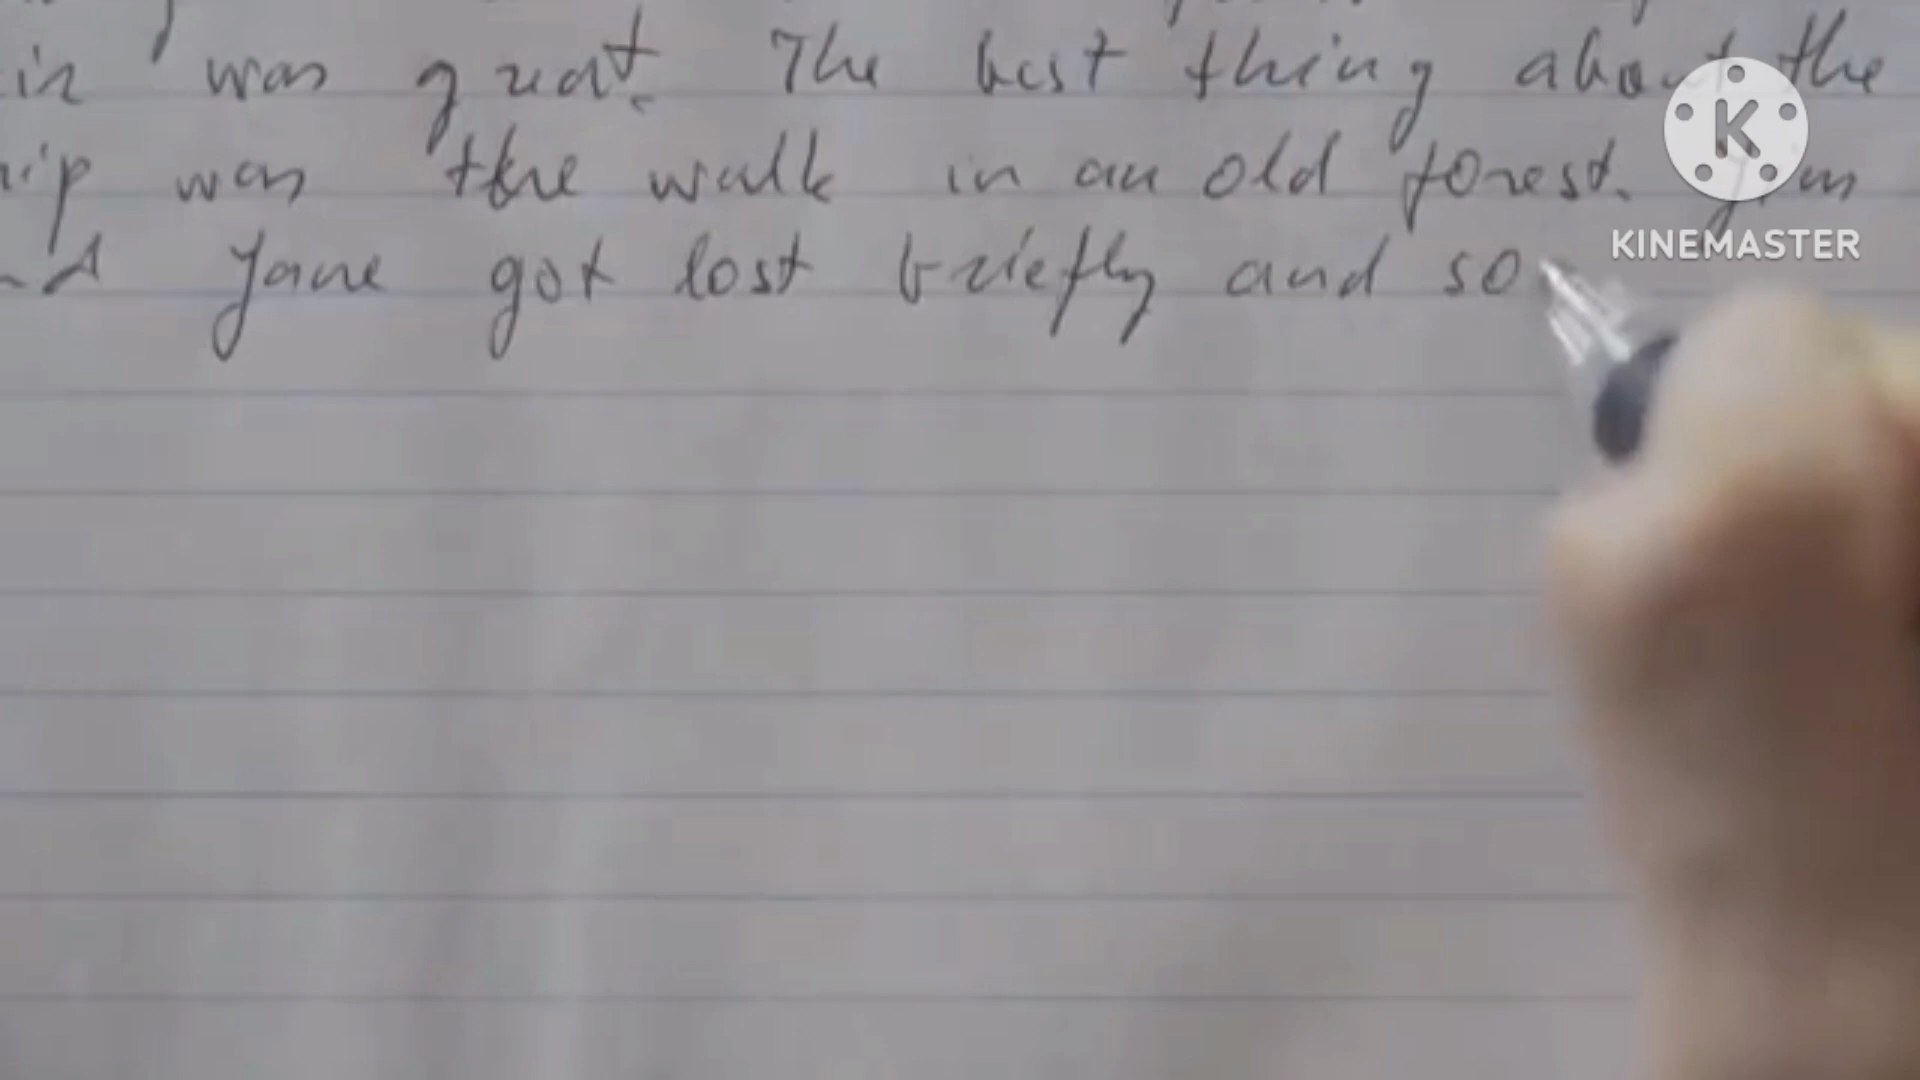 was great. The best thing about the
was the walk in an old forest.
Jane got lost briefly and so
KINEMASTER